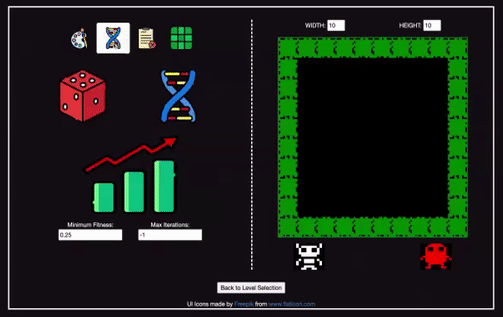 WIDTH: 10 HEIGHT: 10
Minimum Fitness: Max Iterations:
0.25 -1
Back to Level Selection
UI Icons made by Freepik from www.flaticon.com